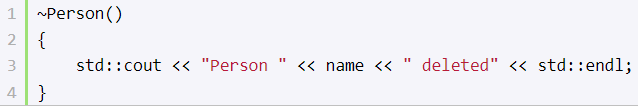 1 ~Person()
2 {
3     std::cout << "Person " << name << " deleted" << std::endl;
4 }